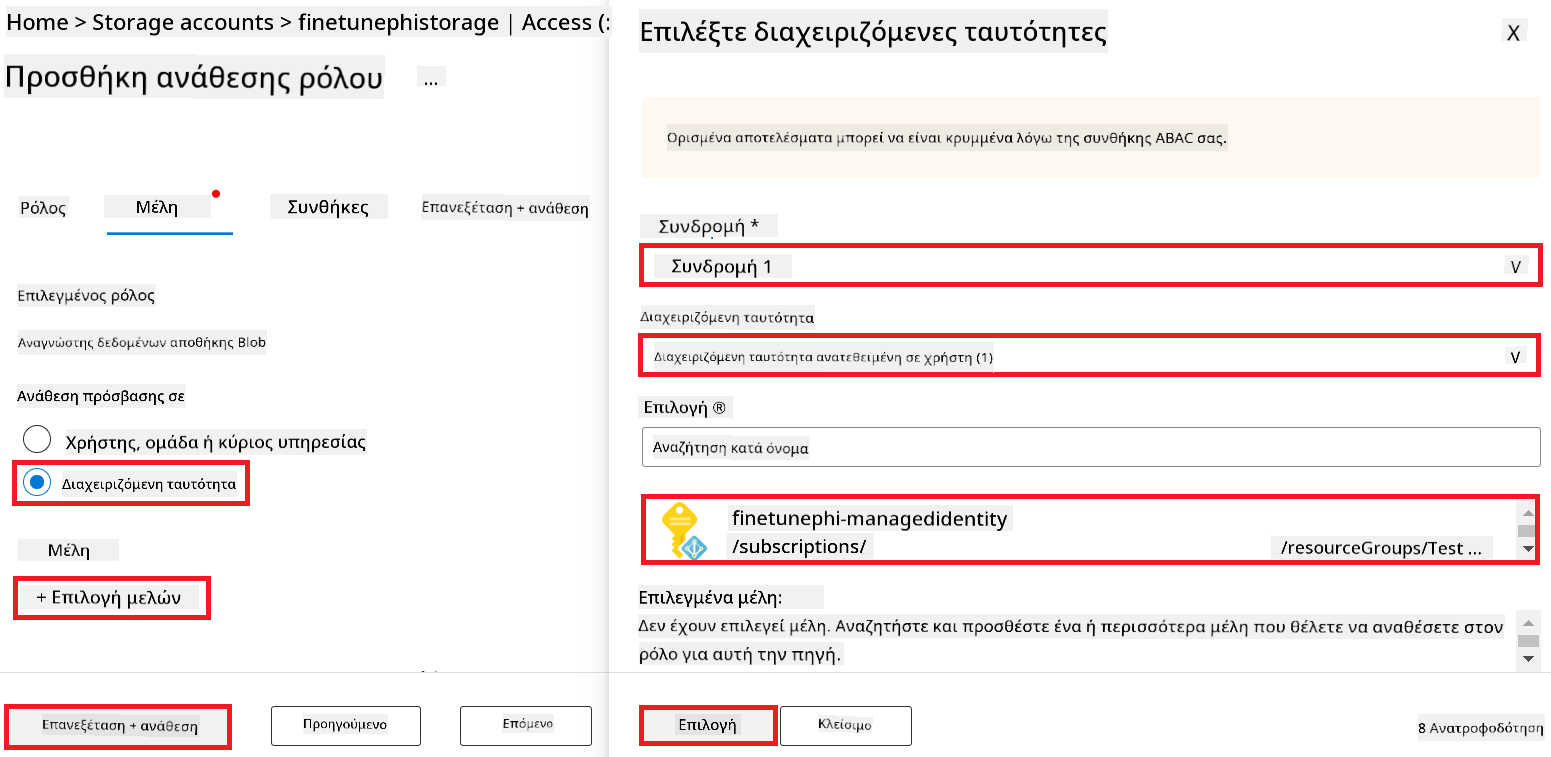 Home > Storage accounts > finetunephistorage | Access (:
Προσθήκη ανάθεσης ρόλου ...
Ρόλος Μέλη Συνθήκες Επανεξέταση + ανάθεση
Επιλεγμένος ρόλος
Αναγνώστης δεδομένων αποθήκης Blob
Ανάθεση πρόσβασης σε
Χρήστης, ομάδα ή κύριος υπηρεσίας
Διαχειριζόμενη ταυτότητα
Μέλη
+ Επιλογή μελών
Επανεξέταση + ανάθεση Προηγούμενο Επόμενο
Επιλέξτε διαχειριζόμενες ταυτότητες X
Ορισμένα αποτελέσματα μπορεί να είναι κρυμμένα λόγω της συνθήκης ABAC σας.
Συνδρομή *
Συνδρομή 1 V
Διαχειριζόμενη ταυτότητα
Διαχειριζόμενη ταυτότητα ανατεθειμένη σε χρήστη (1) V
Επιλογή ®
Αναζήτηση κατά όνομα
finetunephi-managedidentity
/subscriptions/ /resourceGroups/Test ...
Επιλεγμένα μέλη:
Δεν έχουν επιλεγεί μέλη. Αναζητήστε και προσθέστε ένα ή περισσότερα μέλη που θέλετε να αναθέσετε στον
ρόλο για αυτή την πηγή.
Επιλογή Κλείσιμο 8 Ανατροφοδότηση